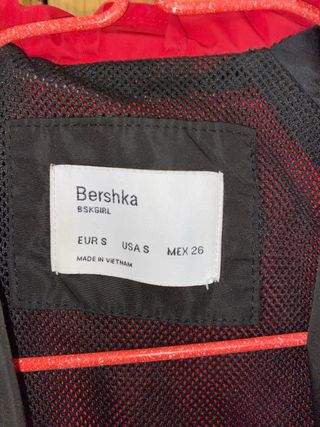 Bershka
BSKGIRL
EUR S USA S MEX 26
MADE IN VIETNAM